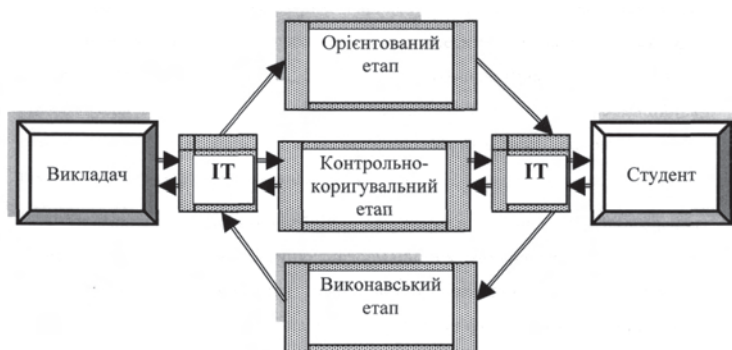 Орієнтований
етап
Викладач
ІТ
Контрольно-
коригувальний
етап
ІТ
Студент
Виконавський
етап